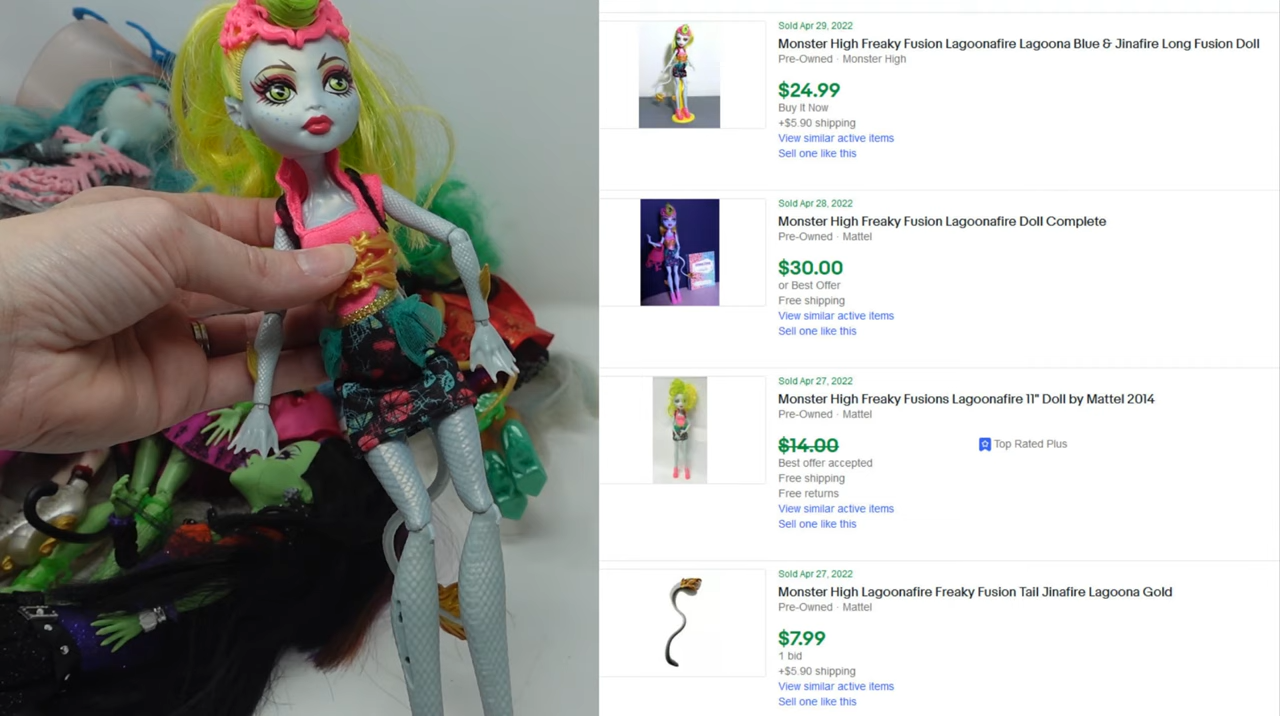 Sold Apr 29, 2022
Monster High Freaky Fusion Lagoonafire Lagoona Blue & Jinafire Long Fusion Doll
Pre-Owned · Monster High
$24.99
Buy It Now
+$5.90 shipping
View similar active items
Sell one like this
Sold Apr 28, 2022
Monster High Freaky Fusion Lagoonafire Doll Complete
Pre-Owned · Mattel
$30.00
or Best Offer
Free shipping
View similar active items
Sell one like this
Sold Apr 27, 2022
Monster High Freaky Fusions Lagoonafire 11" Doll by Mattel 2014
Pre-Owned · Mattel
$14.00
Top Rated Plus
Best offer accepted
Free shipping
Free returns
View similar active items
Sell one like this
Sold Apr 27, 2022
Monster High Lagoonafire Freaky Fusion Tail Jinafire Lagoona Gold
Pre-Owned · Mattel
$7.99
1 bid
+$5.90 shipping
View similar active items
Sell one like this